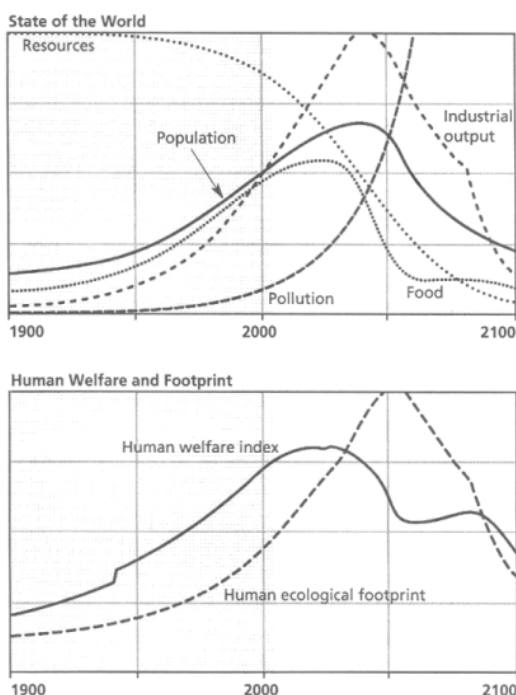 State of the World
Resources
Population
Industrial
output
Pollution
Food
1900
2000
2100
Human Welfare and Footprint
Human welfare index
Human ecological footprint
1900
2000
2100